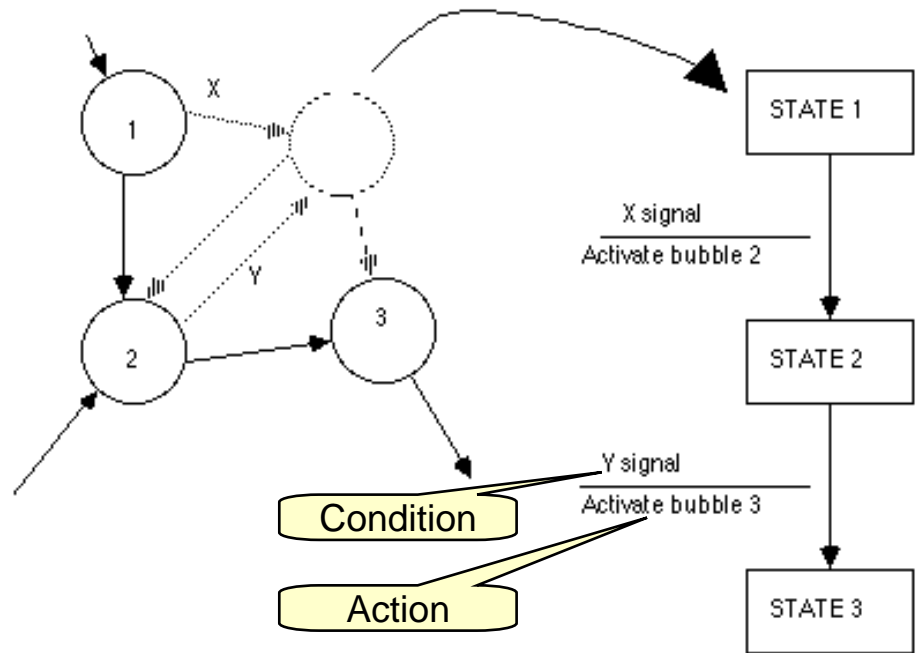 X
1
STATE 1
X signal
Activate bubble 2
Y
3
2
STATE 2
Y signal
Condition
Activate bubble 3
Action
STATE 3